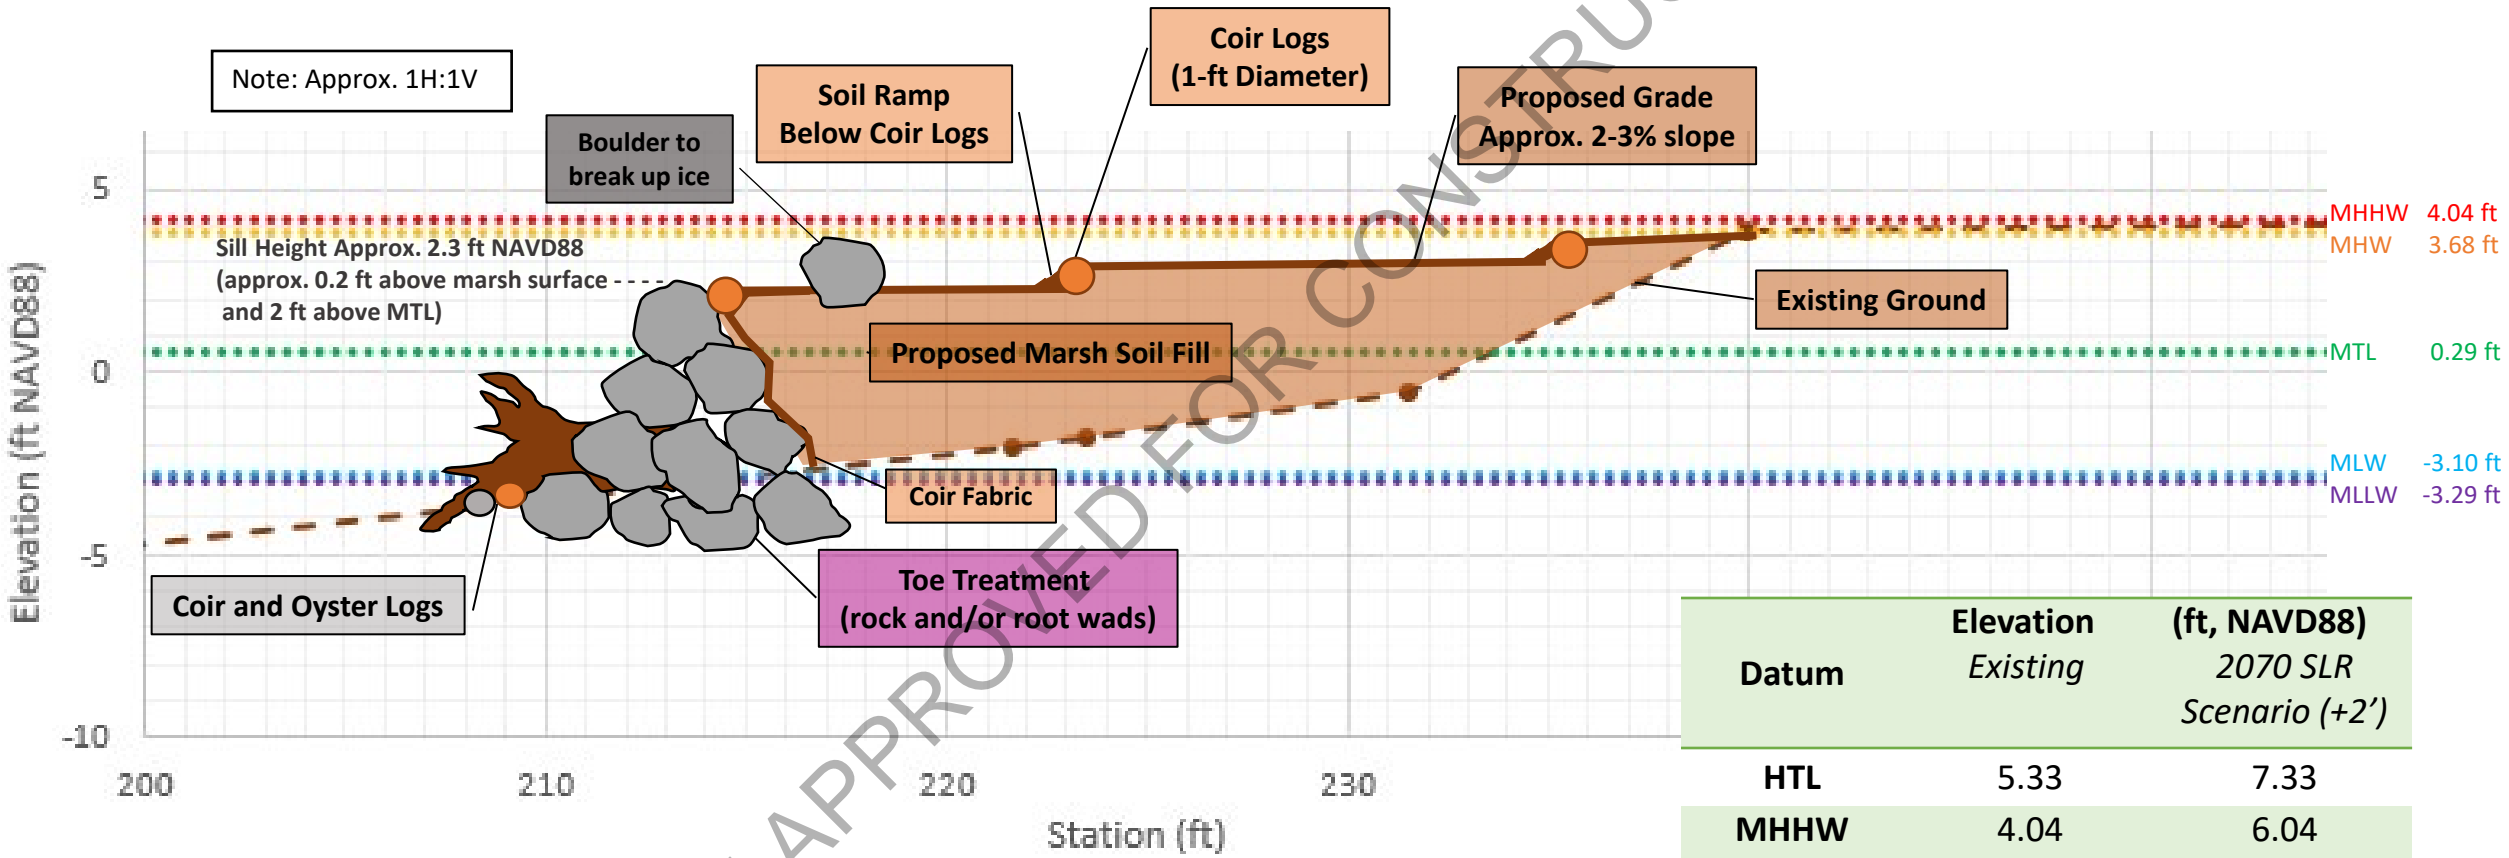 Note: Approx. 1H:1V
Boulder to
break up ice
Soil Ramp
Below Coir Logs
Coir Logs
(1-ft Diameter)
Proposed Grade
Approx. 2-3% slope
Sill Height Approx. 2.3 ft NAVD88
(approx. 0.2 ft above marsh surface
and 2 ft above MTL)
MHHW 4.04 ft
MHW 3.68 ft
Existing Ground
Proposed Marsh Soil Fill
MTL 0.29 ft
MLW -3.10 ft
MLLW -3.29 ft
Coir Fabric
Toe Treatment
(rock and/or root wads)
Coir and Oyster Logs
Elevation (ft NAVD88)
5
0
-5
-10
200 210 220 230
Station (ft)
APPROVED FOR CONSTRUC
Elevation (ft, NAVD88)
Datum Existing 2070 SLR
Scenario (+2’)
HTL 5.33 7.33
MHHW 4.04 6.04